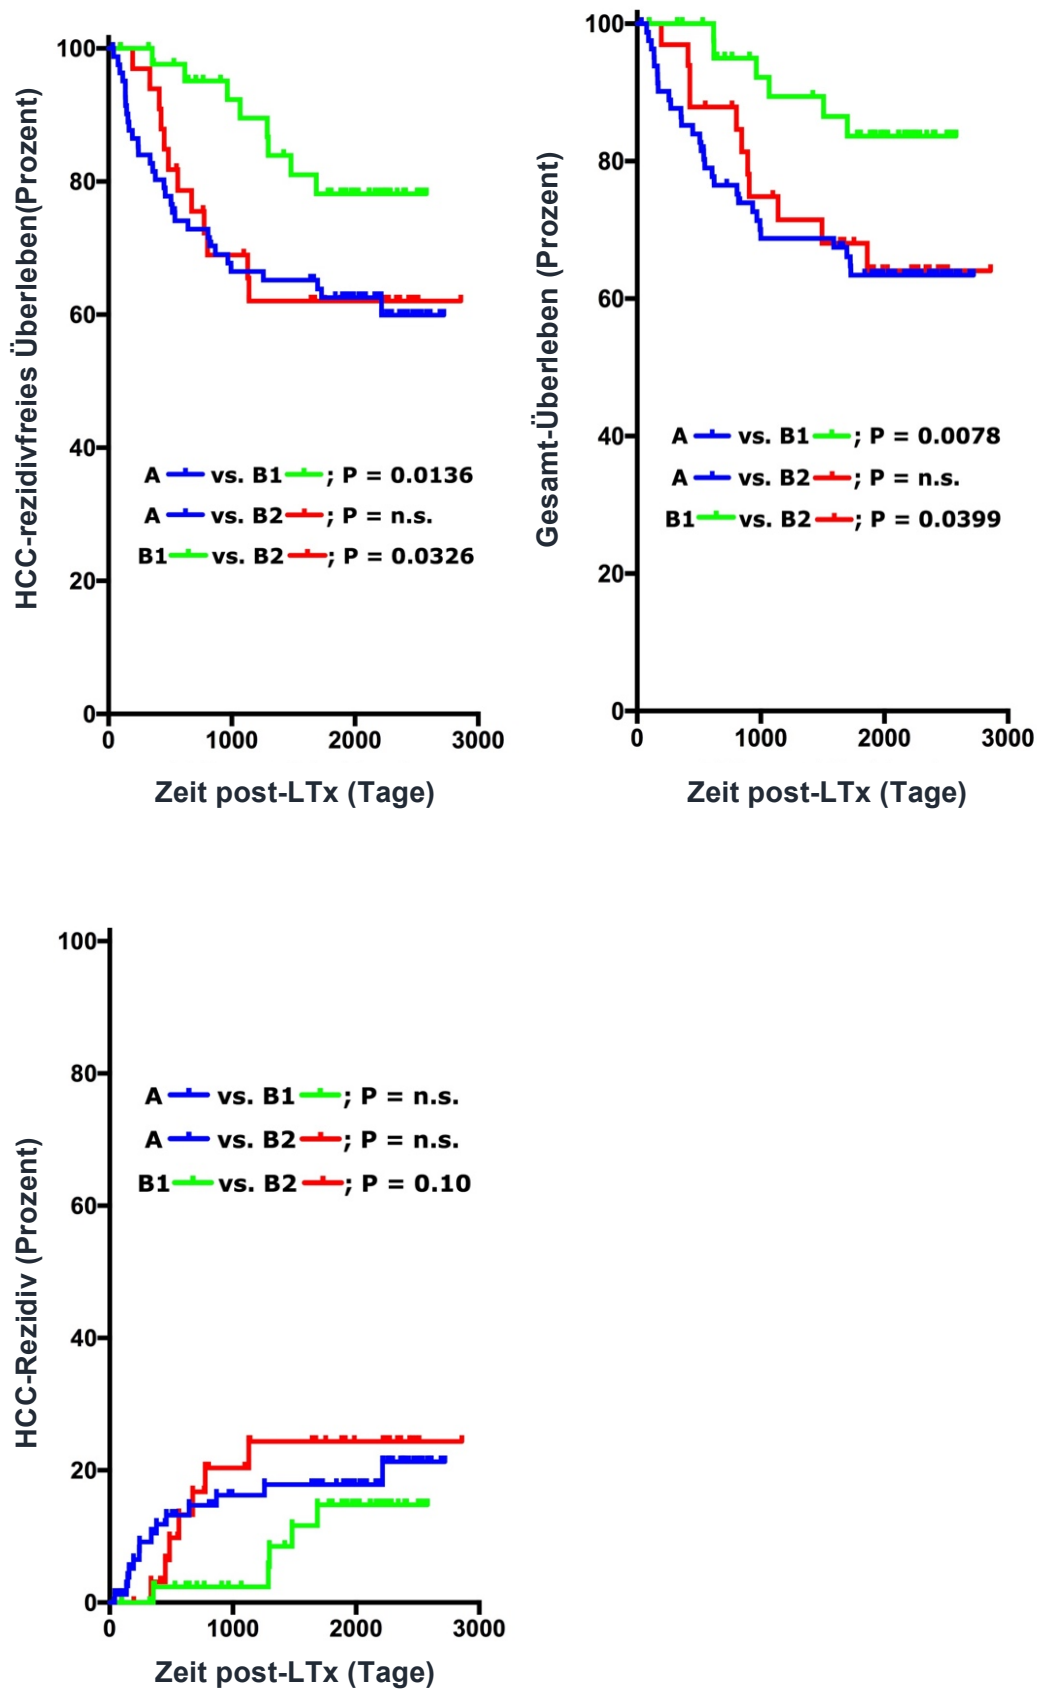 HCC-rezidivfreies Überleben(Prozent)
100
80
60
40
20
0
A vs. B1 ; P = 0.0136
A vs. B2 ; P = n.s.
B1 vs. B2 ; P = 0.0326
0 1000 2000 3000
Zeit post-LTx (Tage)
Gesamt-Überleben (Prozent)
100
80
60
40
20
0
A vs. B1 ; P = 0.0078
A vs. B2 ; P = n.s.
B1 vs. B2 ; P = 0.0399
0 1000 2000 3000
Zeit post-LTx (Tage)
HCC-Rezidiv (Prozent)
100
80
60
40
20
0
A vs. B1 ; P = n.s.
A vs. B2 ; P = n.s.
B1 vs. B2 ; P = 0.10
0 1000 2000 3000
Zeit post-LTx (Tage)